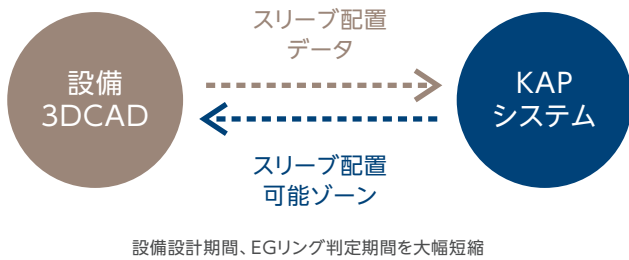 スリーブ配置
データ
設備
3DCAD
KAP
システム
スリーブ配置
可能ゾーン
設備設計期間、EGリング判定期間を大幅短縮